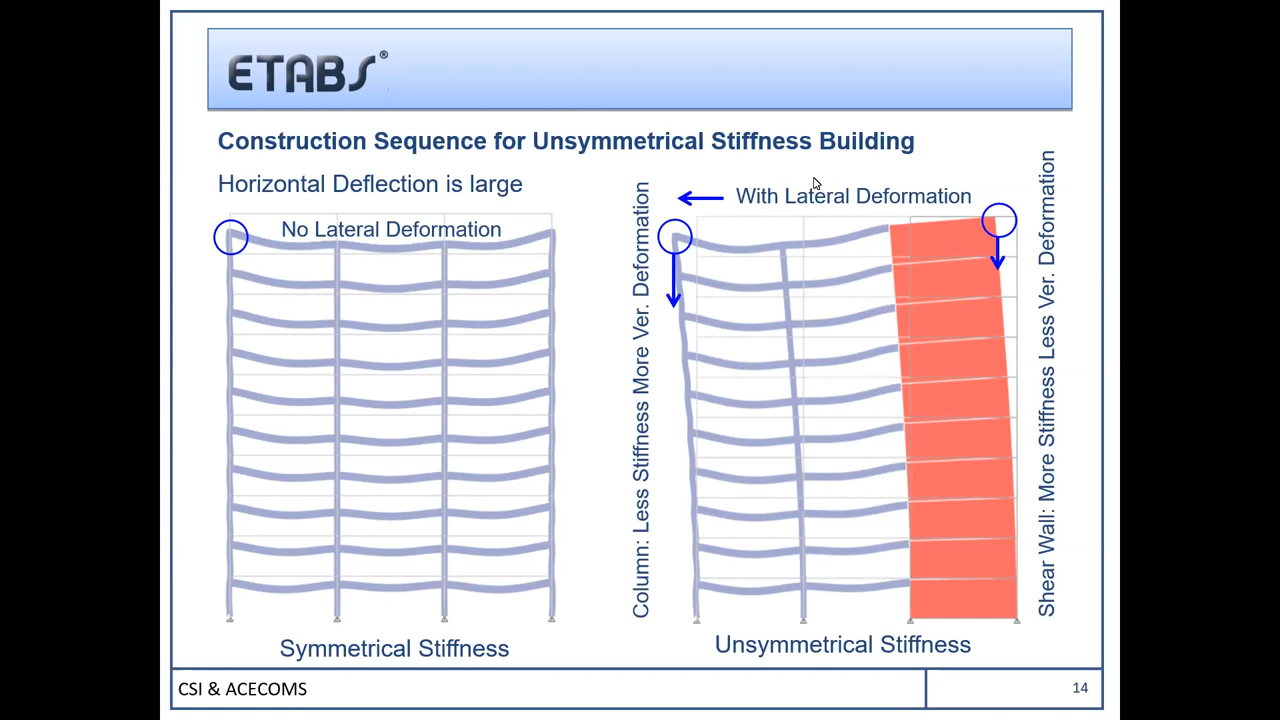 ETABS®
Construction Sequence for Unsymmetrical Stiffness Building
Horizontal Deflection is large
No Lateral Deformation
Symmetrical Stiffness
Column: Less Stiffness More Ver. Deformation
With Lateral Deformation
Shear Wall: More Stiffness Less Ver. Deformation
Unsymmetrical Stiffness
CSI & ACECOMS
14